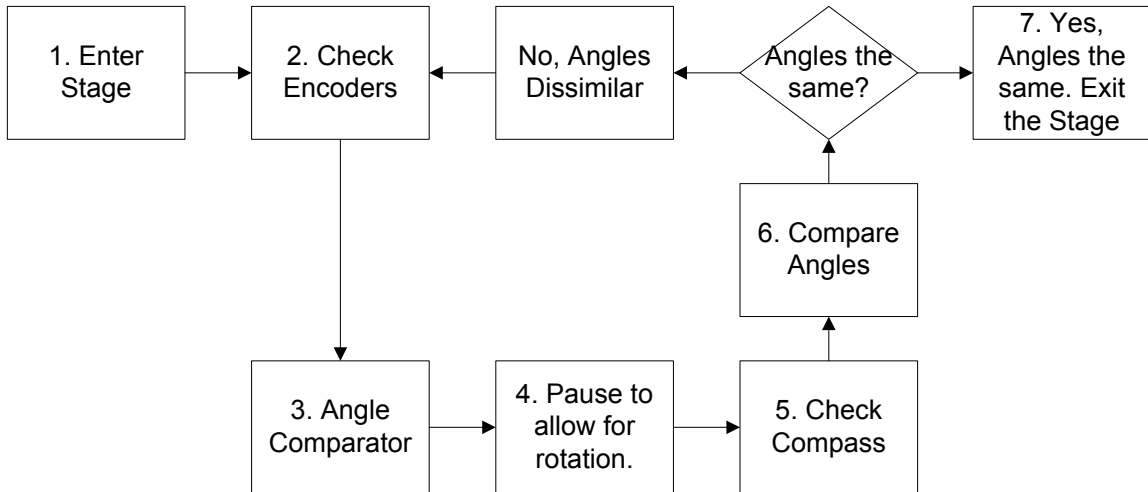 1. Enter
Stage
2. Check
Encoders
No, Angles
Dissimilar
Angles the
same?
7. Yes,
Angles the
same. Exit
the Stage
6. Compare
Angles
3. Angle
Comparator
4. Pause to
allow for
rotation.
5. Check
Compass